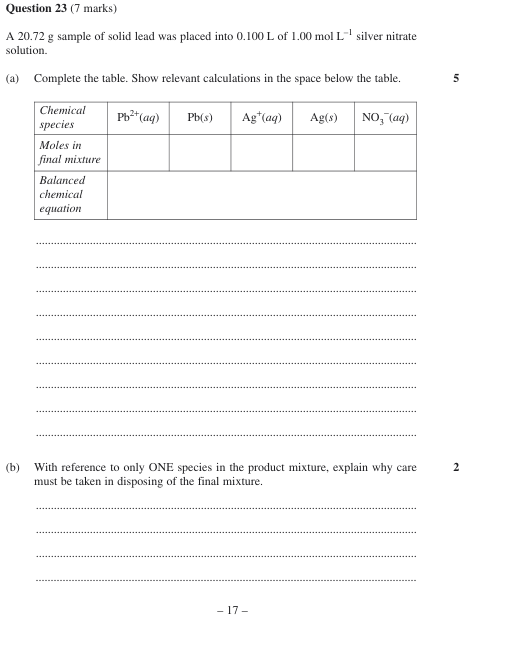 Question 23 (7 marks)
A 20.72 g sample of solid lead was placed into 0.100 L of 1.00 mol L⁻¹ silver nitrate
solution.
(a) Complete the table. Show relevant calculations in the space below the table. 5
Chemical species Pb²⁺(aq) Pb(s) Ag⁺(aq) Ag(s) NO₃⁻(aq)
Moles in final mixture
Balanced chemical equation
(b) With reference to only ONE species in the product mixture, explain why care 2
must be taken in disposing of the final mixture.
– 17 –